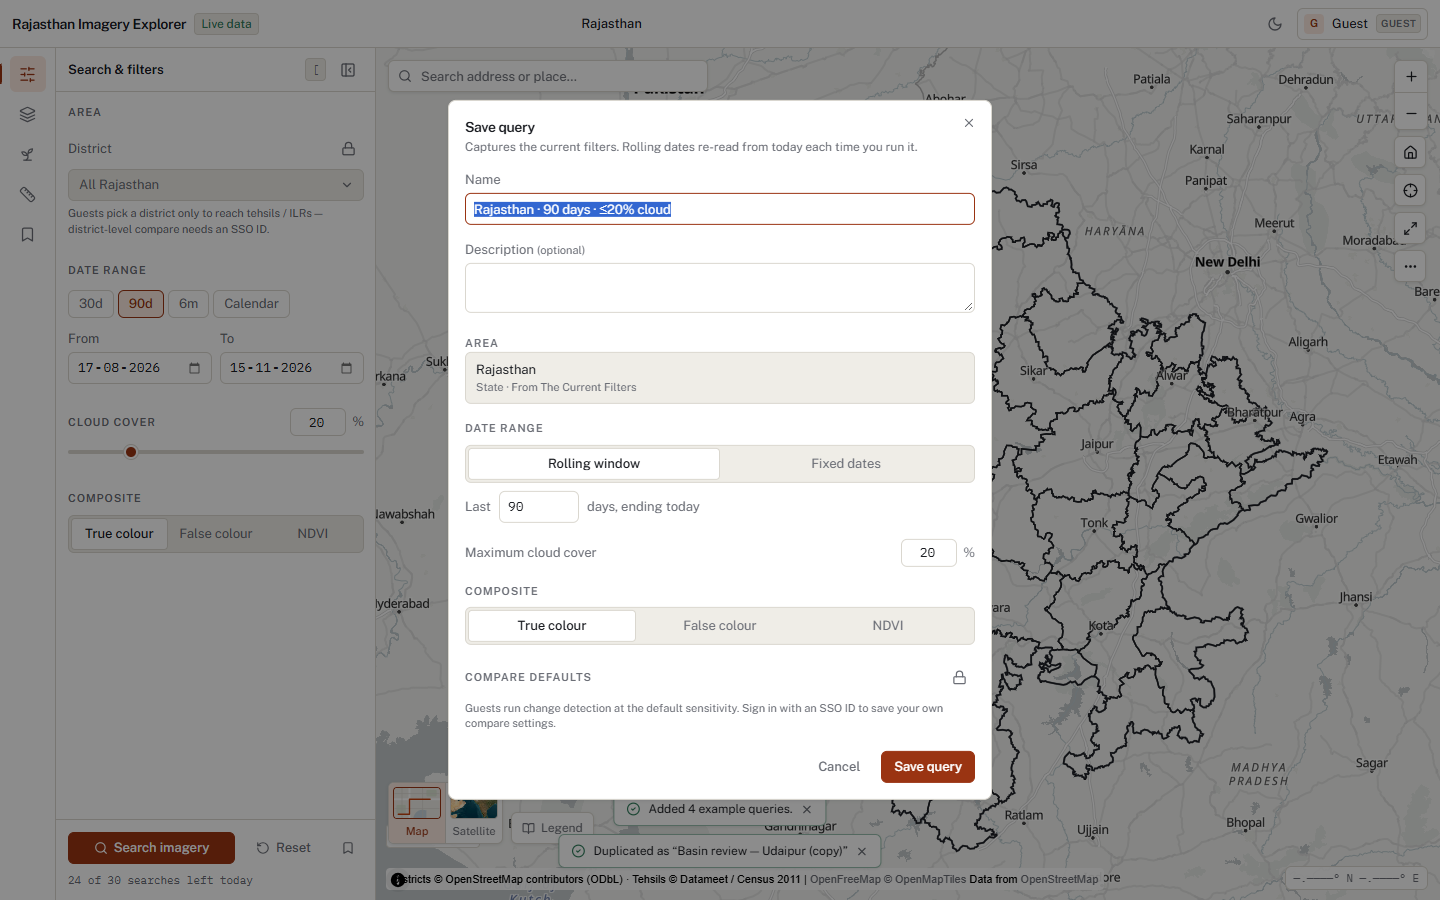 Rajasthan Imagery Explorer
Live data
Rajasthan
G
Guest
GUEST
Search & filters
AREA
District
All Rajasthan
Guests pick a district only to reach tehsils / ILRs —
district-level compare needs an SSO ID.
DATE RANGE
30d
90d
6m
Calendar
From
To
17-08-2026
15-11-2026
CLOUD COVER
20
%
COMPOSITE
True colour
False colour
NDVI
Search imagery
Reset
24 of 30 searches left today
Search address or place...
Save query
Captures the current filters. Rolling dates re-read from today each time you run it.
Name
Rajasthan · 90 days · ≤20% cloud
Description (optional)
AREA
Rajasthan
State · From The Current Filters
DATE RANGE
Rolling window
Fixed dates
Last
90
days, ending today
Maximum cloud cover
20
%
COMPOSITE
True colour
False colour
NDVI
COMPARE DEFAULTS
Guests run change detection at the default sensitivity. Sign in with an SSO ID to save your own
compare settings.
Cancel
Save query
Patiala
Dehradun
Saharanpur
Karnal
Panipat
Sirsa
HARYĀNA
Meerut
New Delhi
Aligarh
Sikar
Alwar
Bharatpur
Agra
Jaipur
Etawah
Tonk
Gwalior
Jhansi
Kota
MADHYA
PRADESH
Sagar
Ratlam
Ujjain
Bhopal
Map
Satellite
Legend
Added 4 example queries.
Duplicated as “Basin review — Udaipur (copy)”
stricts © OpenStreetMap contributors (ODbL) · Tehsils © Datameet / Census 2011 | OpenFreeMap © OpenMapTiles Data from OpenStreetMap
—.————° N —.————° E